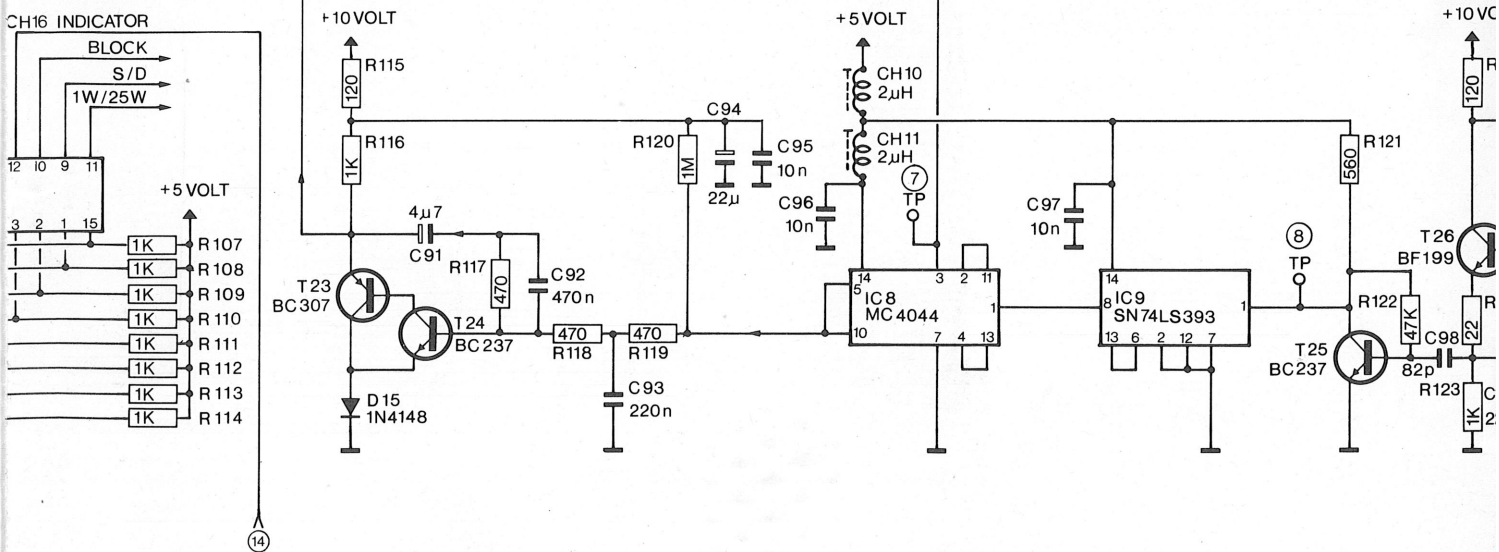 CH16 INDICATOR
BLOCK
S/D
1W/25W
12 10 9 11
3 2 1 15
+5 VOLT
1K R107
1K R108
1K R109
1K R110
1K R111
1K R112
1K R113
1K R114
14
+10 VOLT
R115
120
R116
1K
4µ7
C91
T23
BC307
T24
BC237
D15
1N4148
R117
470
C92
470n
470
R118
470
R119
C93
220n
R120
1M
C94
22µ
C95
10n
+5 VOLT
CH10
2µH
CH11
2µH
7
TP
C96
10n
14 3 2 11
5
IC8
MC4044
1
10
7 4 13
C97
10n
14
8
IC9
SN74LS393
1
13 6 2 12 7
8
TP
R121
560
R122
47K
T25
BC237
C98
82p
R123
1K
+10 VO
R
120
T26
BF199
R
22
C